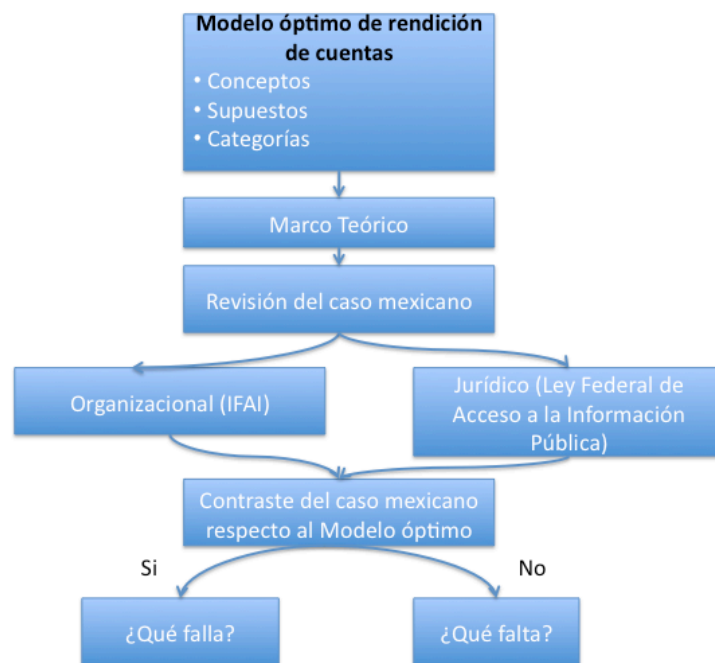 Modelo óptimo de rendición
de cuentas
• Conceptos
• Supuestos
• Categorías
Marco Teórico
Revisión del caso mexicano
Organizacional (IFAI)
Jurídico (Ley Federal de
Acceso a la Información
Pública)
Contraste del caso mexicano
respecto al Modelo óptimo
Si
No
¿Qué falla?
¿Qué falta?